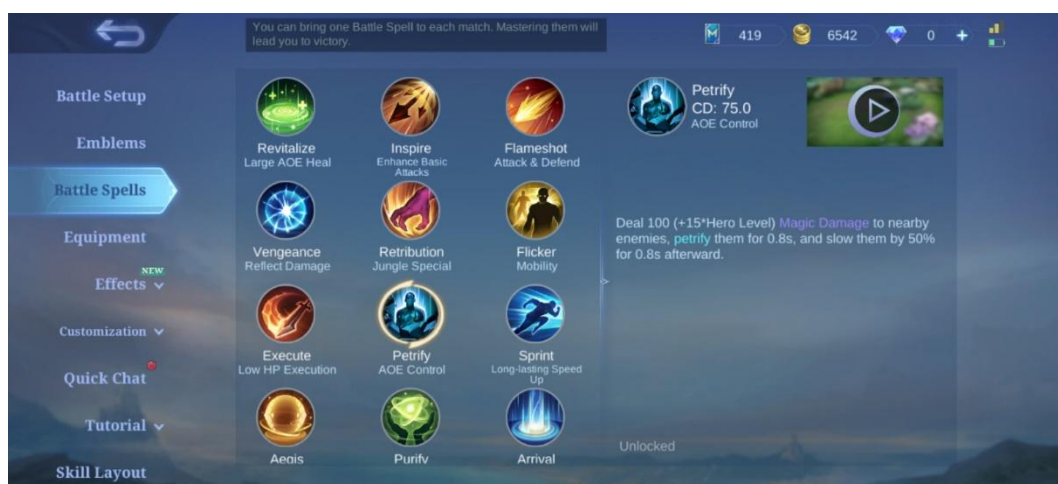 You can bring one Battle Spell to each match. Mastering them will
lead you to victory.
419
6542
0
+
Battle Setup
Emblems
Battle Spells
Equipment
NEW
Effects
Customization
Quick Chat
Tutorial
Skill Layout
Revitalize
Large AOE Heal
Inspire
Enhance Basic
Attacks
Flameshot
Attack & Defend
Vengeance
Reflect Damage
Retribution
Jungle Special
Flicker
Mobility
Execute
Low HP Execution
Petrify
AOE Control
Sprint
Long-lasting Speed
Up
Aegis
Purify
Arrival
Petrify
CD: 75.0
AOE Control
Deal 100 (+15*Hero Level) Magic Damage to nearby
enemies, petrify them for 0.8s, and slow them by 50%
for 0.8s afterward.
Unlocked